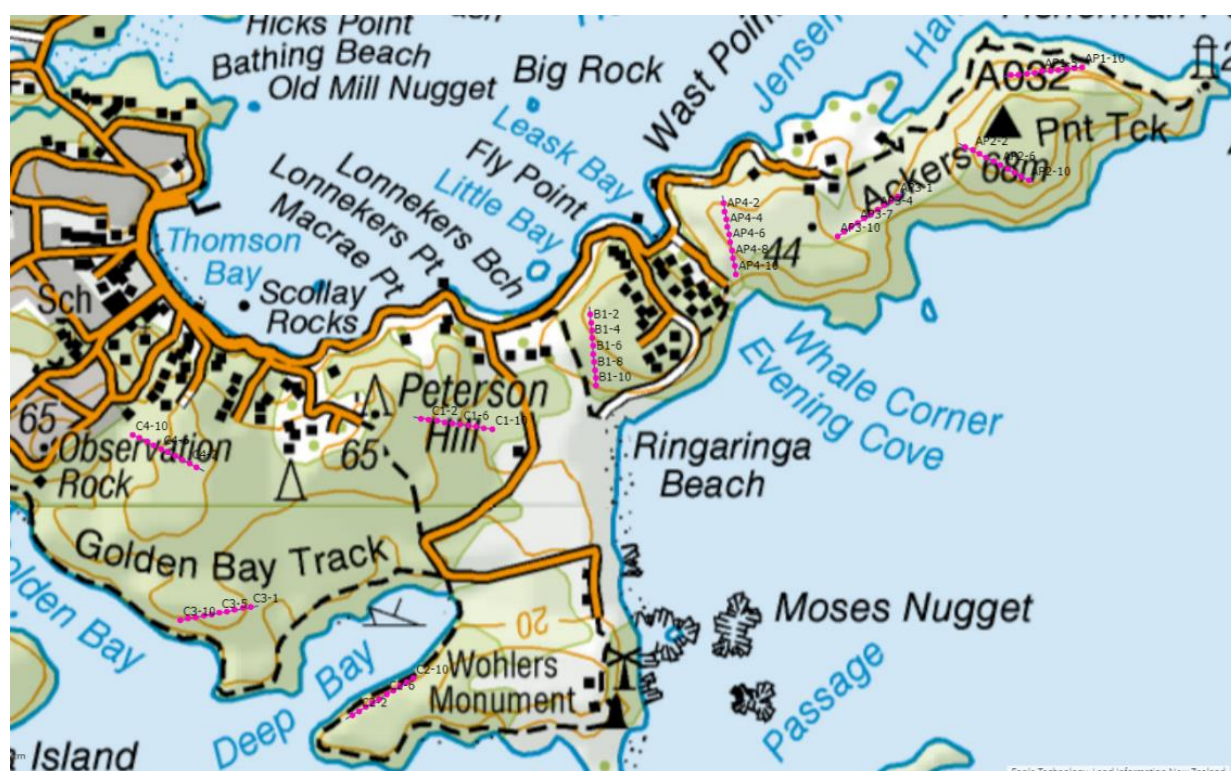 Hicks Point
Bathing Beach
Old Mill Nugget
Big Rock
Wast Point
Jensen
A032
AP1-5
AP1-10
Pnt Tck
Ackers
68m
AP2-2
AP2-6
AP2-10
AP3-1
AP3-4
AP3-7
AP3-10
44
AP4-2
AP4-4
AP4-6
AP4-8
AP4-10
Leask Bay
Fly Point
Little Bay
Lonnekers Bch
Lonnekers Pt
Macrae Pt
Thomson
Bay
Scollay
Rocks
Sch
B1-2
B1-4
B1-6
B1-8
B1-10
Whale Corner
Evening Cove
Peterson
Hill
C1-2
C1-6
C1-10
65
65
Observation
Rock
C4-10
Ringaringa
Beach
Golden Bay Track
C3-10
C3-5
C3-1
Golden Bay
Deep Bay
C2-10
Wohlers
Monument
20
Moses Nugget
Passage
Island